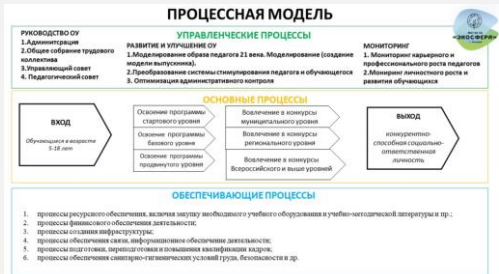 ПРОЦЕССНАЯ МОДЕЛЬ
«ЭКОСФЕРА»
УПРАВЛЕНЧЕСКИЕ ПРОЦЕССЫ
РУКОВОДСТВО ОУ
1.Администрация
2.Общее собрание трудового
коллектива
3.Управляющий совет
4. Педагогический совет
РАЗВИТИЕ И УЛУЧШЕНИЕ ОУ
1.Моделирование образа педагога 21 века. Моделирование (создание
модели выпускника).
2.Преобразование системы стимулирования педагога и обучающегося
3. Оптимизация административного контроля
МОНИТОРИНГ
1. Мониторинг карьерного и
профессионального роста педагогов
2.Мониринг личностного роста и
развития обучающихся
ОСНОВНЫЕ ПРОЦЕССЫ
ВХОД
Обучающиеся в возрасте
5-18 лет
Освоение программы
стартового уровня
Освоение программы
базового уровня
Освоение программы
продвинутого уровня
Вовлечение в конкурсы
муниципального уровня
Вовлечение в конкурсы
регионального уровня
Вовлечение в конкурсы
Всероссийского и выше уровней
ВЫХОД
конкурентно-
способная социально-
ответственная
личность
ОБЕСПЕЧИВАЮЩИЕ ПРОЦЕССЫ
1. процессы ресурсного обеспечения, включая закупку необходимого учебного оборудования и учебно-методической литературы и пр.;
2. процессы финансового обеспечения деятельности;
3. процессы создания инфраструктуры;
4. процессы обеспечения связи, информационное обеспечение деятельности;
5. процессы подготовки, переподготовки и повышения квалификации кадров;
6. процессы обеспечения санитарно-гигиенических условий труда, безопасности и др.